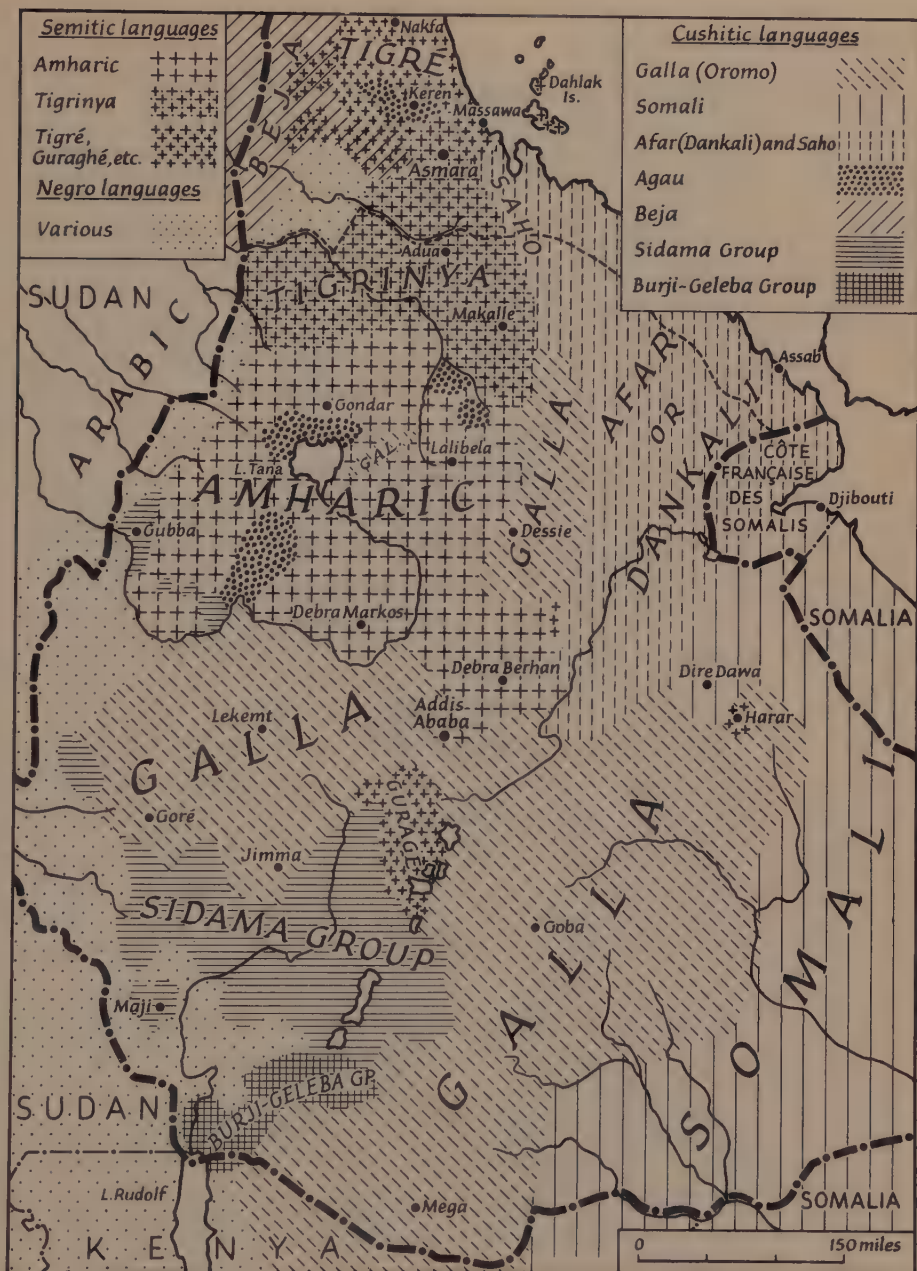 Semitic languages
Amharic
Tigrinya
Tigré,
Guraghé, etc.
Negro languages
Various
Cushitic languages
Galla (Oromo)
Somali
Afar (Dankali) and Saho
Agau
Beja
Sidama Group
Burji-Geleba Group
Nakfa
TIGRÉ
BEJA
Keren
Dahlak
Is.
Massawa
Asmara
SAHO
Adua
TIGRINYA
SUDAN
Makalle
ARABIC
Assab
Gondar
GALLA
AFAR
OR
DANKALI
L. Tana
GAL
Lalibela
AMHARIC
CÔTE
FRANÇAISE
DES
SOMALIS
Djibouti
Gubba
Dessie
Debra Markos
SOMALIA
Debra Berhan
Dire Dawa
Lekemt
Addis
Ababa
Harar
GALLA
GURAGE
Goré
Jimma
SIDAMA GROUP
Goba
GALLA
SOMALI
Maji
BURJI-GELEBA GP.
SUDAN
L. Rudolf
Mega
SOMALIA
KENYA
0 150 miles